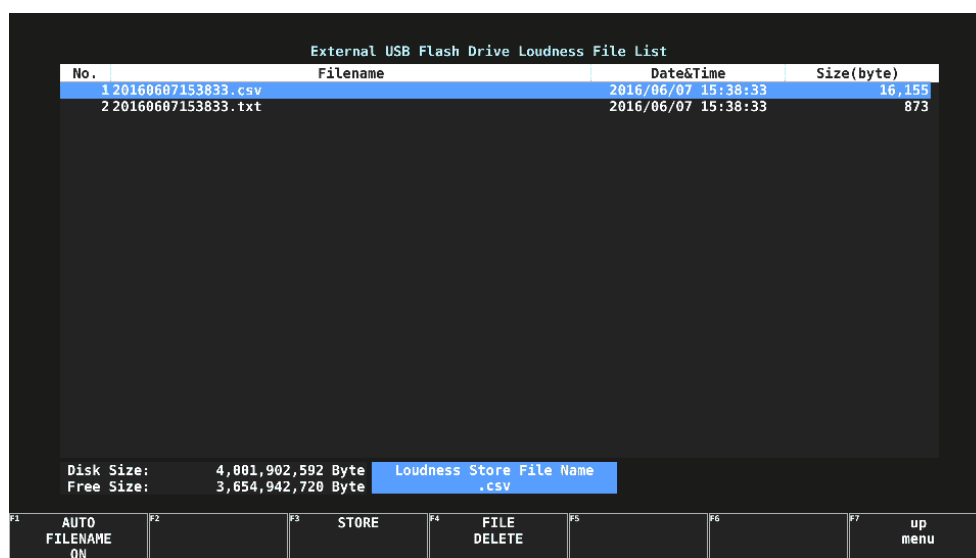 External USB Flash Drive Loudness File List
No. Filename Date&Time Size(byte)
1 20160607153833.csv 2016/06/07 15:38:33 16,155
2 20160607153833.txt 2016/06/07 15:38:33 873
Disk Size: 4,001,902,592 Byte Loudness Store File Name
Free Size: 3,654,942,720 Byte .csv
F1 AUTO F2 F3 STORE F4 FILE F5 F6 F7 up
FILENAME DELETE menu
ON